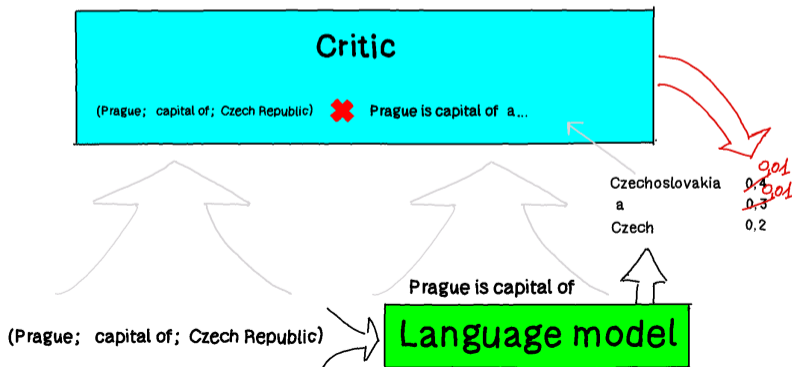 Critic
(Prague; capital of; Czech Republic) ✖ Prague is capital of a...
0,01
Czechoslovakia 0,4
0,01
a 0,3
Czech 0,2
Prague is capital of
(Prague; capital of; Czech Republic)
Language model